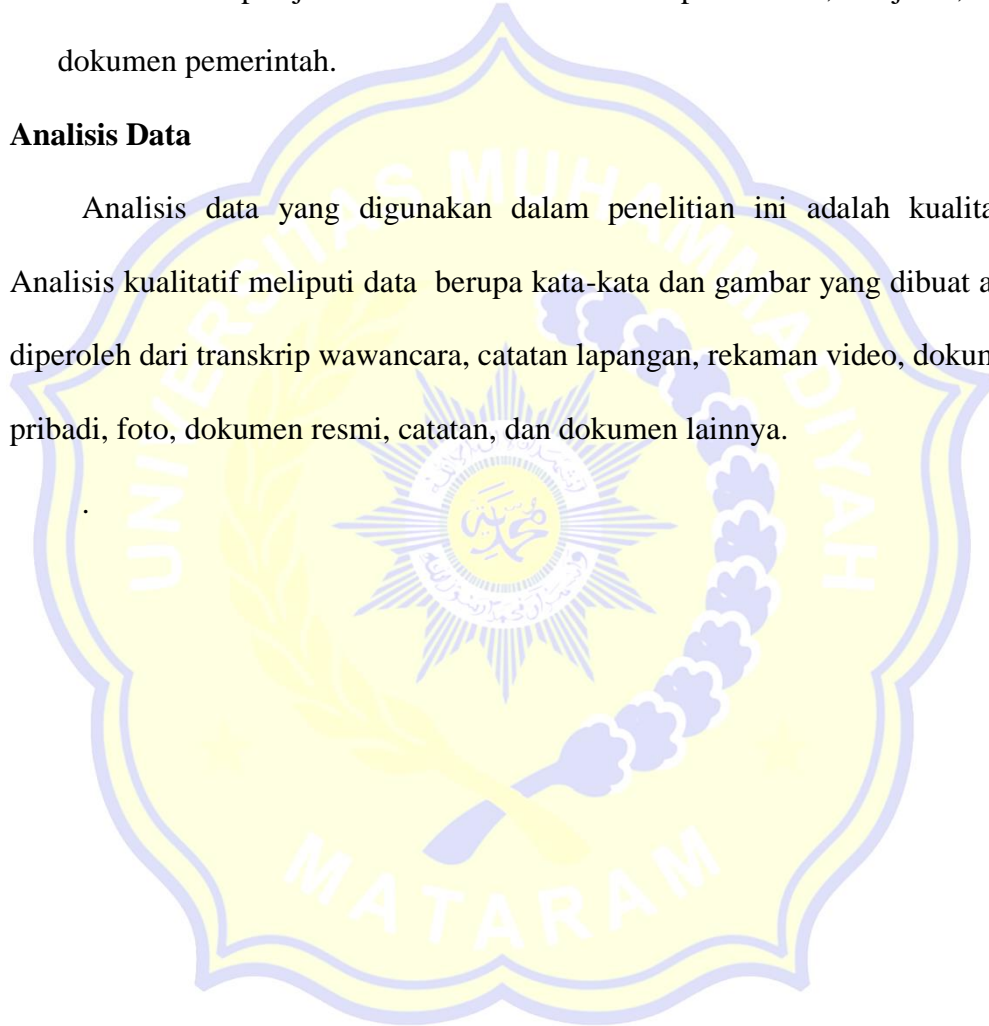 dokumen pemerintah.
Analisis Data
Analisis data yang digunakan dalam penelitian ini adalah
Analisis kualitatif meliputi data berupa kata-kata dan gambar yang dibuat
diperoleh dari transkrip wawancara, catatan lapangan, rekaman video,
pribadi, foto, dokumen resmi, catatan, dan dokumen lainnya.
.
UNIVERSITAS MUHAMMADIYAH
MATARAM